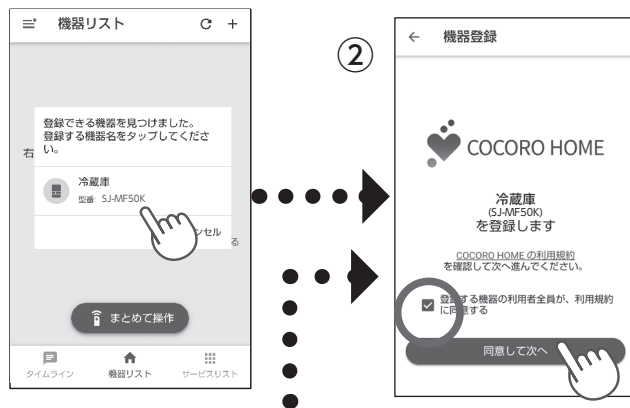 機器リスト
登録できる機器を見つけました。
登録する機器名をタップしてくださ
い。
右
冷蔵庫
型番: SJ-MF50K
ンセル
る
まとめて操作
タイムライン
機器リスト
サービスリスト
②
機器登録
COCORO HOME
冷蔵庫
(SJ-MF50K)
を登録します
COCORO HOME の利用規約
を確認して次へ進んでください。
登録する機器の利用者全員が、利用規約
に同意する
同意して次へ